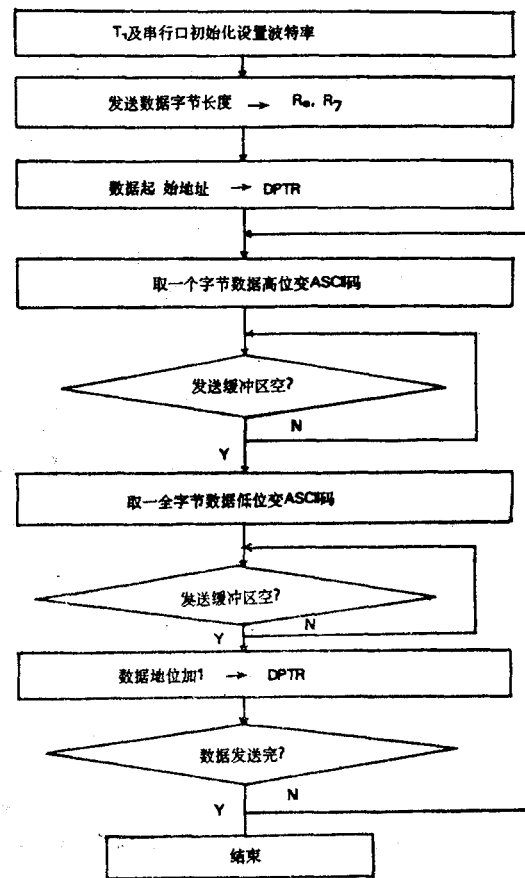 T₁及串行口初始化设置波特率
发送数据字节长度 → R₆, R₇
数据起 始地址 → DPTR
取一个字节数据高位变ASCII码
发送缓冲区空?
N
Y
取一全字节数据低位变ASCII码
发送缓冲区空?
N
Y
数据地位加1 → DPTR
数据发送完?
N
Y
结束